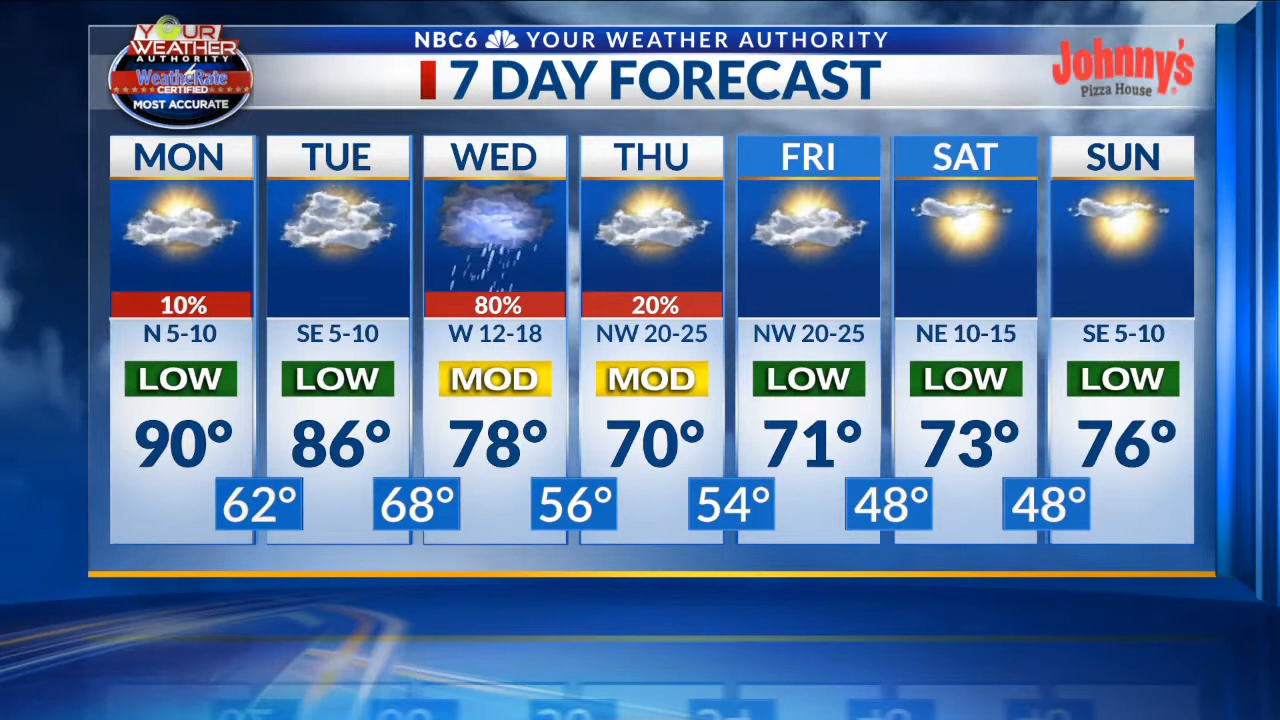 YOUR
WEATHER
AUTHORITY
WeatheRate
CERTIFIED
MOST ACCURATE
NBC6 YOUR WEATHER AUTHORITY
7 DAY FORECAST
Johnny's
Pizza House
MON TUE WED THU FRI SAT SUN
10% 80% 20%
N 5-10 SE 5-10 W 12-18 NW 20-25 NW 20-25 NE 10-15 SE 5-10
LOW LOW MOD MOD LOW LOW LOW
90° 86° 78° 70° 71° 73° 76°
62° 68° 56° 54° 48° 48°